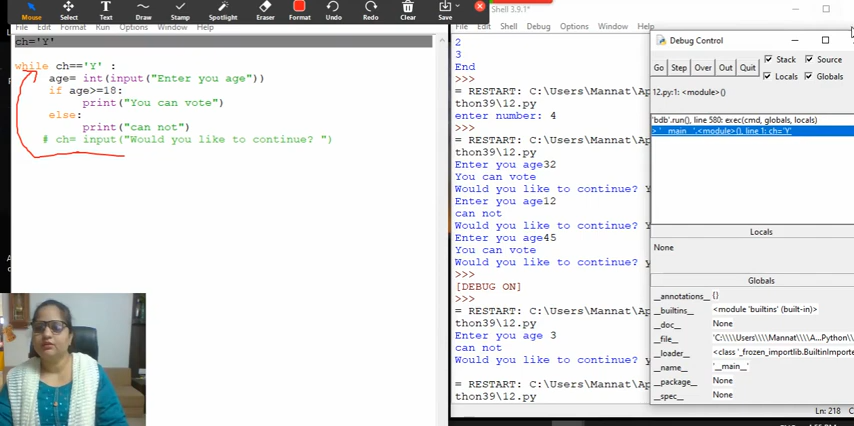 Mouse Select Text Draw Stamp Spotlight Eraser Format Undo Redo Clear Save
File Edit Format Run Options Window Help
ch='Y'
while ch=='Y' :
age= int(input("Enter you age"))
if age>=18:
print("You can vote")
else:
print("can not")
# ch= input("Would you like to continue? ")
Shell 3.9.1*
File Edit Shell Debug Options Window Help
2
3
End
>>>
= RESTART: C:\Users\Mannat\Ap
thon39\12.py
enter number: 4
>>>
= RESTART: C:\Users\Mannat\Ap
thon39\12.py
Enter you age32
You can vote
Would you like to continue? Y
Enter you age12
can not
Would you like to continue? Y
Enter you age45
You can vote
Would you like to continue? y
>>>
[DEBUG ON]
>>>
= RESTART: C:\Users\Mannat\Ap
thon39\12.py
Enter you age 3
can not
Would you like to continue? y
= RESTART: C:\Users\Mannat\Ap
thon39\12.py
Debug Control
Go Step Over Out Quit
Stack Source
Locals Globals
12.py:1: <module>()
'bdb'.run(), line 580: exec(cmd, globals, locals)
> '__main__'.<module>(), line 1: ch='Y'
Locals
None
Globals
__annotations__ {}
__builtins__ <module 'builtins' (built-in)>
__doc__ None
__file__ 'C:\\Users\\\\Mannat\\\\A...Python\\
__loader__ <class '_frozen_importlib.BuiltinImporte
__name__ '__main__'
__package__ None
__spec__ None
Ln: 218